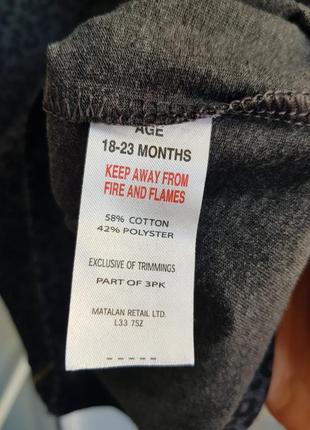 AGE
18-23 MONTHS
KEEP AWAY FROM
FIRE AND FLAMES
58% COTTON
42% POLYSTER
EXCLUSIVE OF TRIMMINGS
PART OF 3PK
MATALAN RETAIL LTD.
L33 7SZ